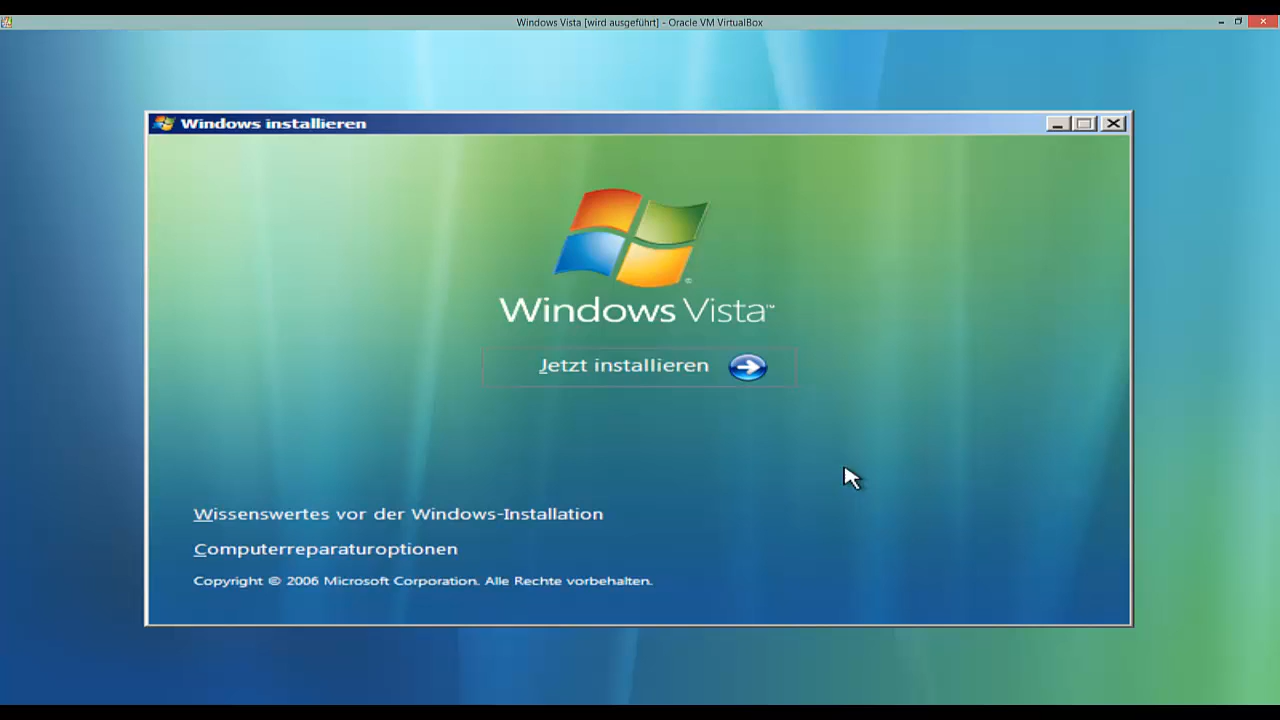 Windows Vista [wird ausgeführt] - Oracle VM VirtualBox
Windows installieren
Windows Vista™
Jetzt installieren
Wissenswertes vor der Windows-Installation
Computerreparaturoptionen
Copyright © 2006 Microsoft Corporation. Alle Rechte vorbehalten.